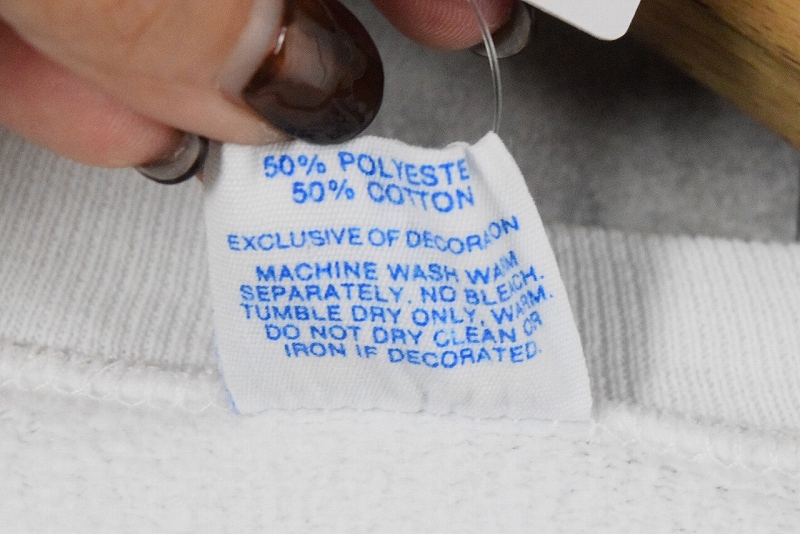 50% POLYESTE
50% COTTON
EXCLUSIVE OF DECORAION
MACHINE WASH WARM
SEPARATELY. NO BLEACH.
TUMBLE DRY ONLY, WARM.
DO NOT DRY CLEAN OR
IRON IF DECORATED.